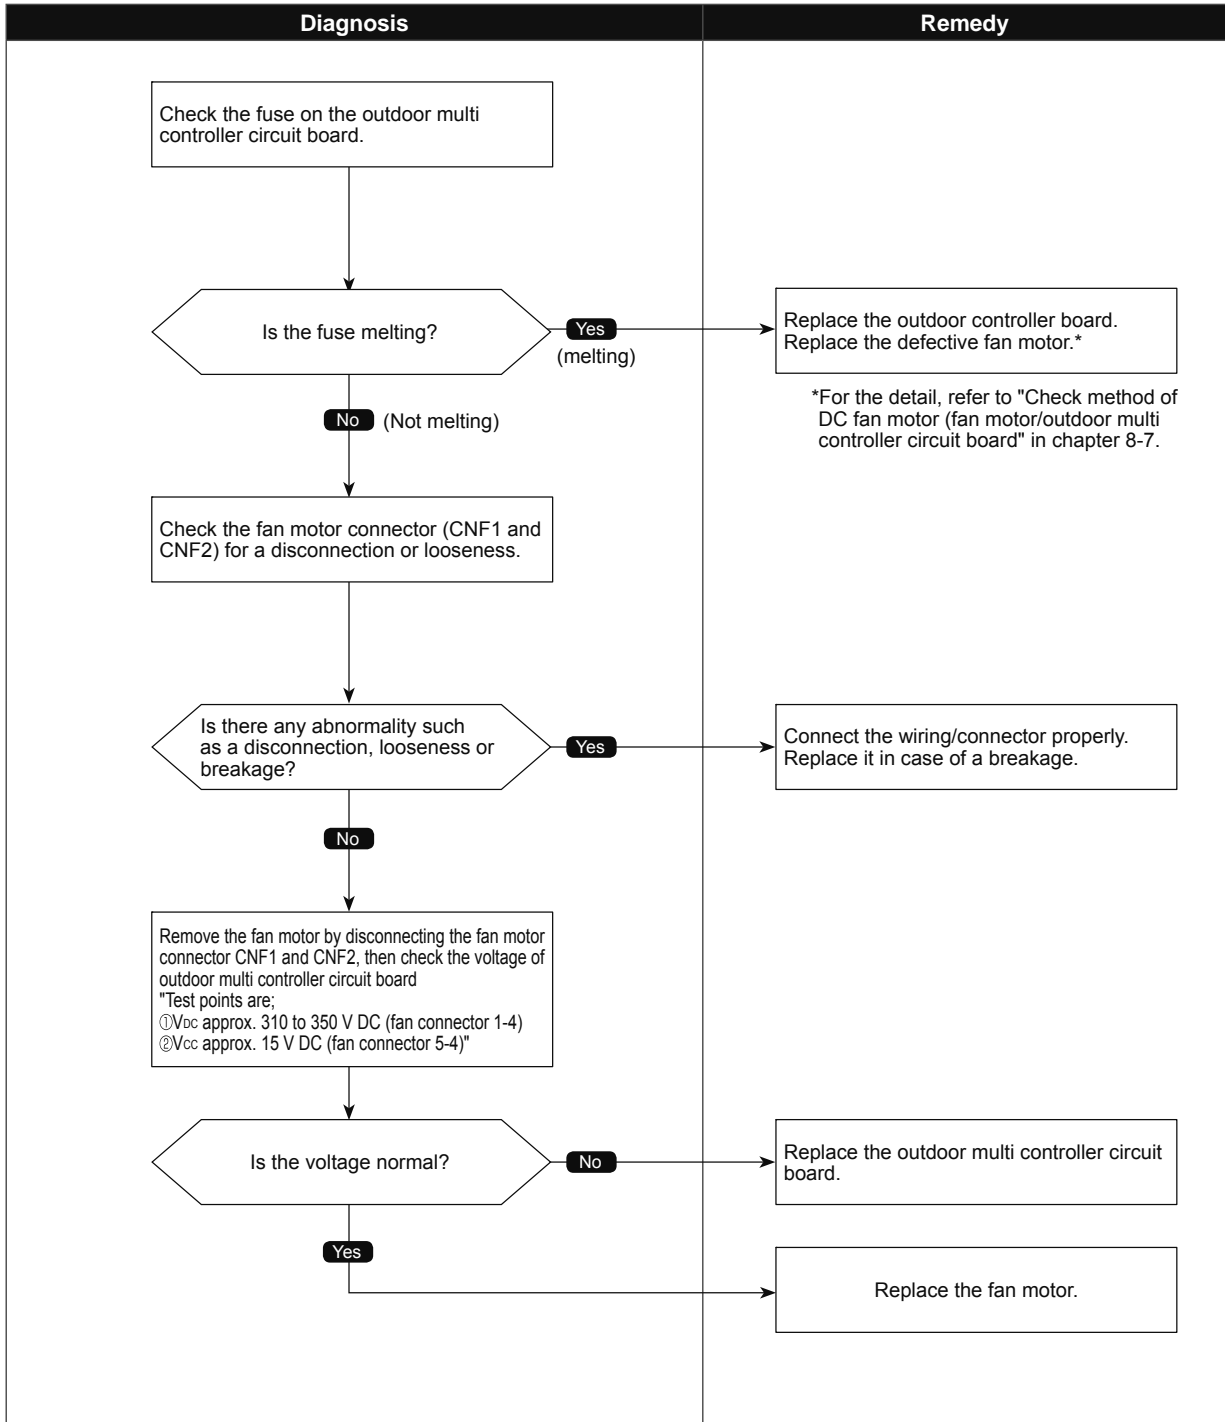 Diagnosis
Remedy
Check the fuse on the outdoor multi
controller circuit board.
Is the fuse melting?
Yes
(melting)
Replace the outdoor controller board.
Replace the defective fan motor.*
*For the detail, refer to "Check method of
DC fan motor (fan motor/outdoor multi
controller circuit board" in chapter 8-7.
No (Not melting)
Check the fan motor connector (CNF1 and
CNF2) for a disconnection or looseness.
Is there any abnormality such
as a disconnection, looseness or
breakage?
Yes
Connect the wiring/connector properly.
Replace it in case of a breakage.
No
Remove the fan motor by disconnecting the fan motor
connector CNF1 and CNF2, then check the voltage of
outdoor multi controller circuit board
"Test points are;
①VDC approx. 310 to 350 V DC (fan connector 1-4)
②VCC approx. 15 V DC (fan connector 5-4)"
Is the voltage normal?
No
Replace the outdoor multi controller circuit
board.
Yes
Replace the fan motor.